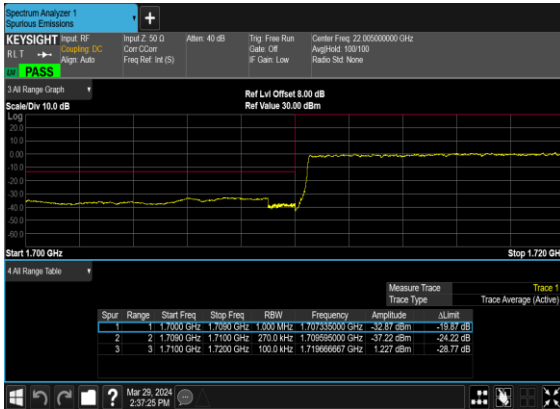 Spectrum Analyzer 1
Spurious Emissions
+
KEYSIGHT Input: RF Input Z: 50 Ω Atten: 40 dB Trig: Free Run Center Freq: 22.005000000 GHz
RLT Coupling: DC Corr CCorr Gate: Off Avg|Hold: 100/100
Align: Auto Freq Ref: Int (S) IF Gain: Low Radio Std: None
PASS
3 All Range Graph
Ref Lvl Offset 8.00 dB
Scale/Div 10.0 dB Ref Value 30.00 dBm
Log
20.0
10.0
0.00
-10.0
-20.0
-30.0
-40.0
-50.0
-60.0
Start 1.700 GHz Stop 1.720 GH
4 All Range Table
Measure Trace Trace 1
Trace Type Trace Average (Active)
Spur Range Start Freq Stop Freq RBW Frequency Amplitude ΔLimit
1 1 1.7000 GHz 1.7090 GHz 1.000 MHz 1.707335000 GHz -32.87 dBm -19.87 dB
2 2 1.7090 GHz 1.7100 GHz 270.0 kHz 1.709595000 GHz -37.22 dBm -24.22 dB
3 3 1.7100 GHz 1.7200 GHz 100.0 kHz 1.719666667 GHz 1.227 dBm -28.77 dB
?
Mar 29, 2024
2:37:25 PM